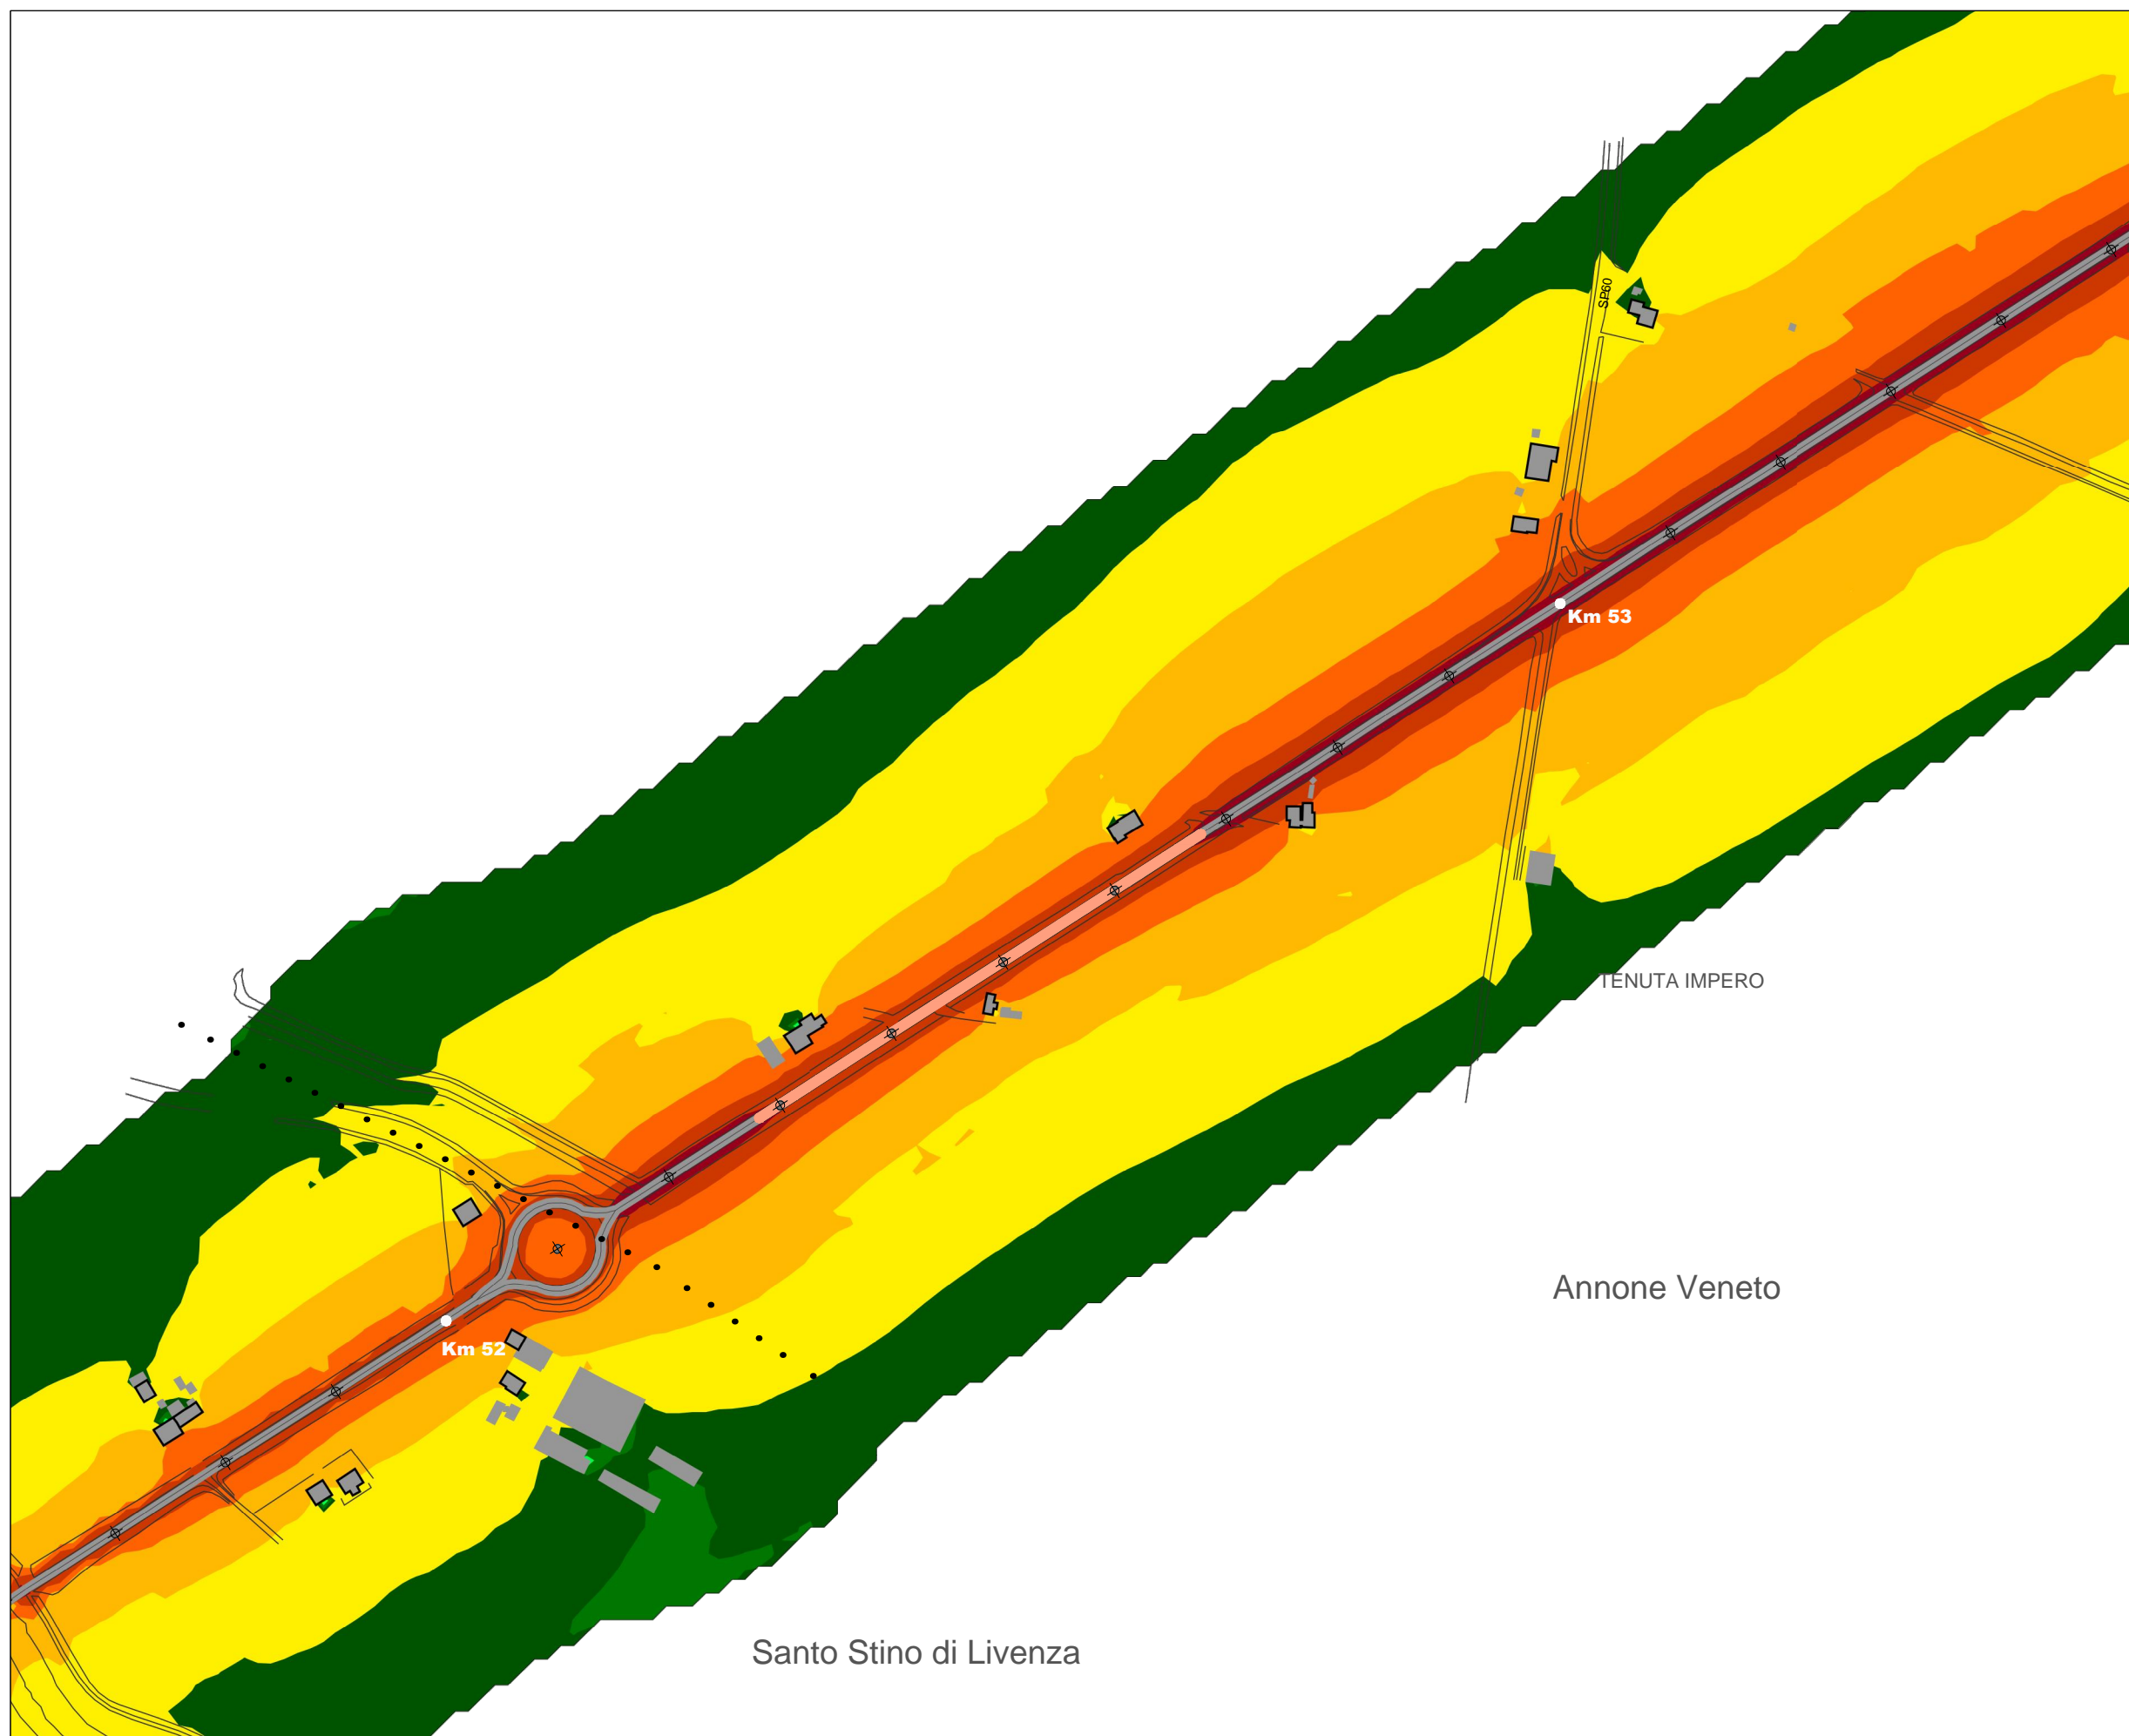 SP60
Km 53
TENUTA IMPERO
Annone Veneto
Km 52
Santo Stino di Livenza